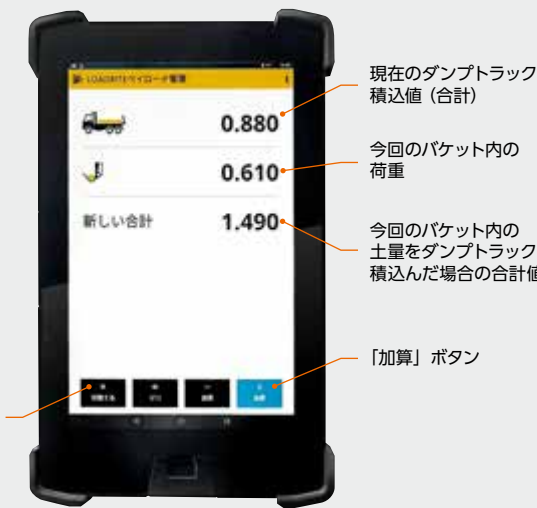 LOADRITEペイロード管理
0.880
0.610
新しい合計
1.490
現在のダンプトラック
積込値（合計）
今回のバケット内の
荷重
今回のバケット内の
土量をダンプトラック
積込んだ場合の合計値
「加算」ボタン